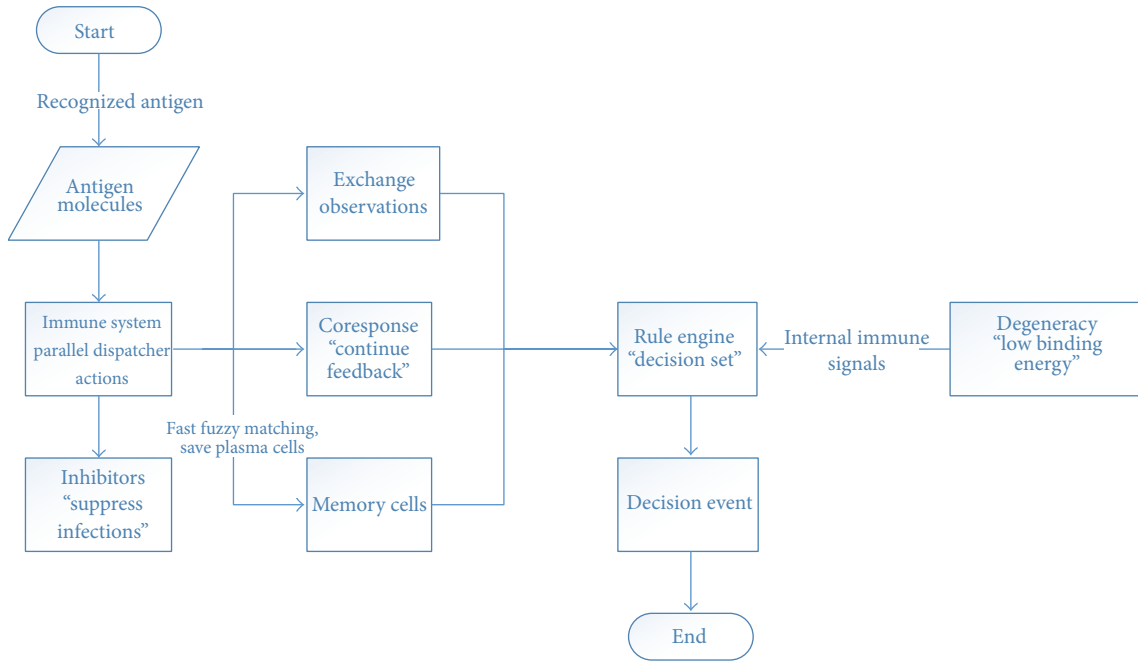 Start
Recognized antigen
Antigen
molecules
Exchange
observations
Immune system
parallel dispatcher
actions
Coresponse
“continue
feedback”
Rule engine
“decision set”
Internal immune
signals
Degeneracy
“low binding
energy”
Fast fuzzy matching,
save plasma cells
Inhibitors
“suppress
infections”
Memory cells
Decision event
End